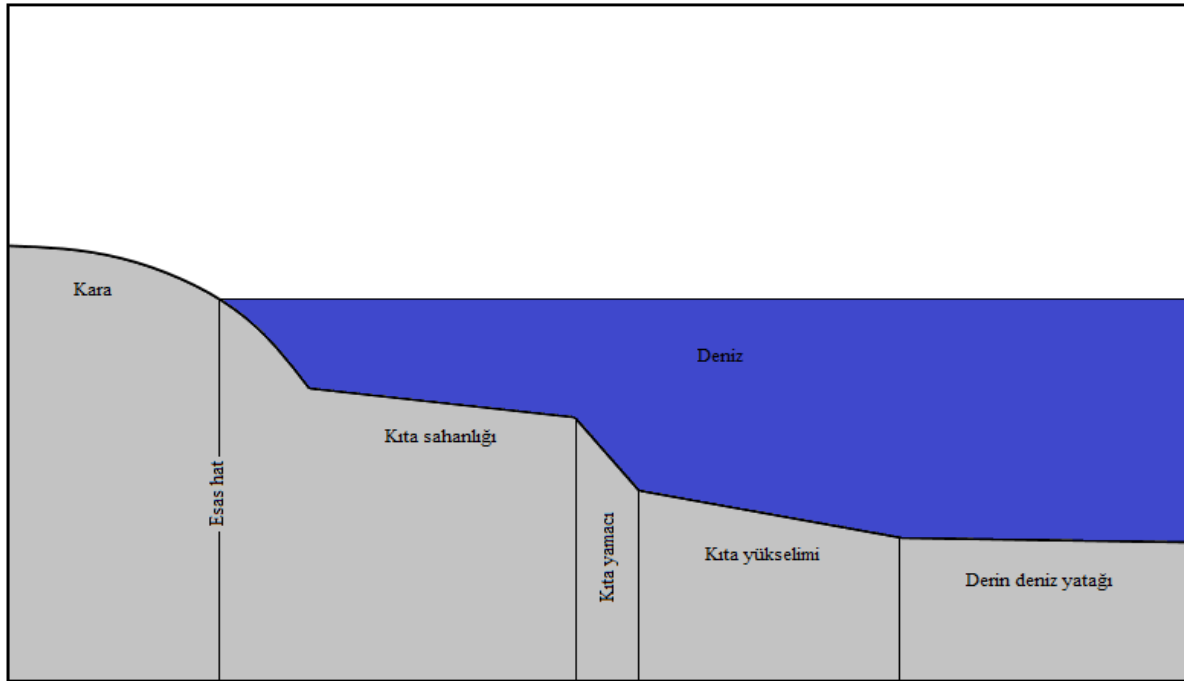 Kara
Deniz
Kıta sahanlığı
Esas hat
Kıta yamacı
Kıta yükselimi
Derin deniz yatağı